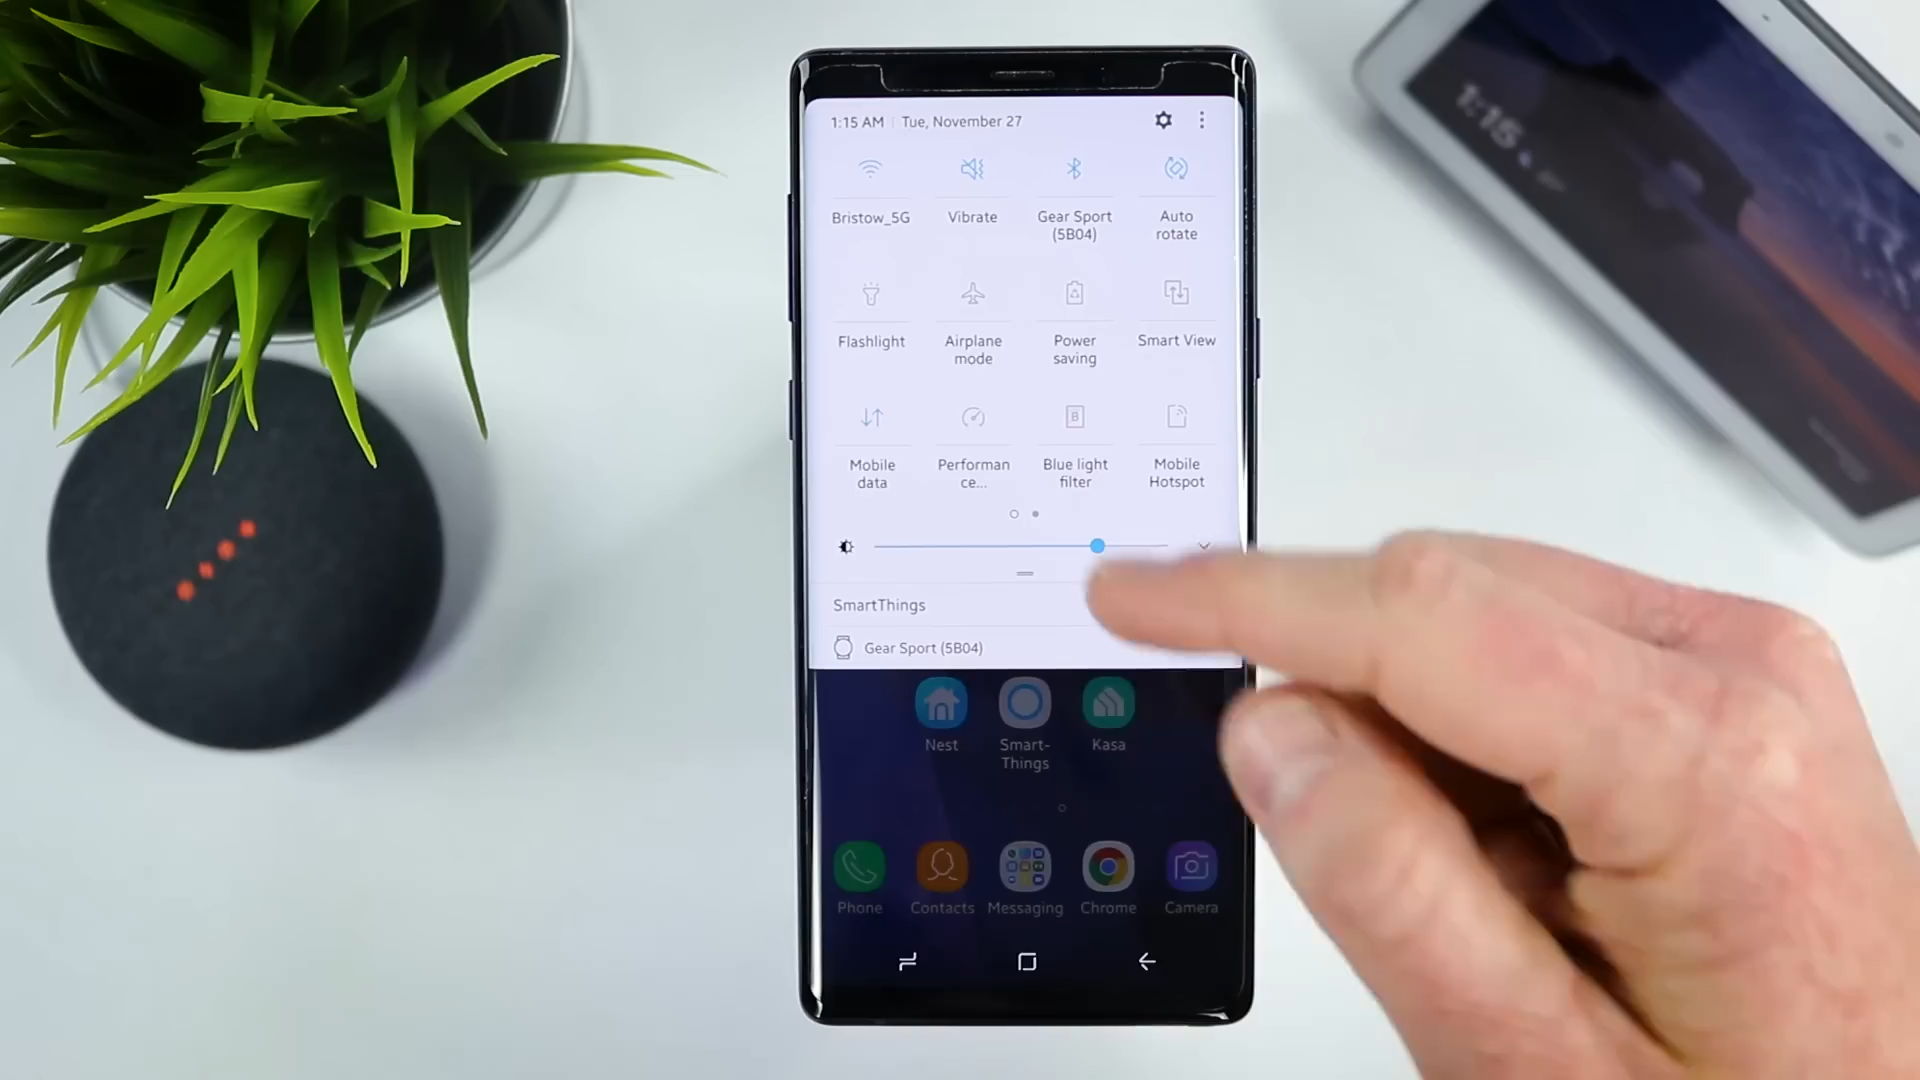 1:15 AM | Tue, November 27
Bristow_5G
Vibrate
Gear Sport
(5B04)
Auto
rotate
Flashlight
Airplane
mode
Power
saving
Smart View
Mobile
data
Performan
ce...
B
Blue light
filter
Mobile
Hotspot
SmartThings
Gear Sport (5B04)
Nest
Smart-
Things
Kasa
Phone
Contacts
Messaging
Chrome
Camera
1:15